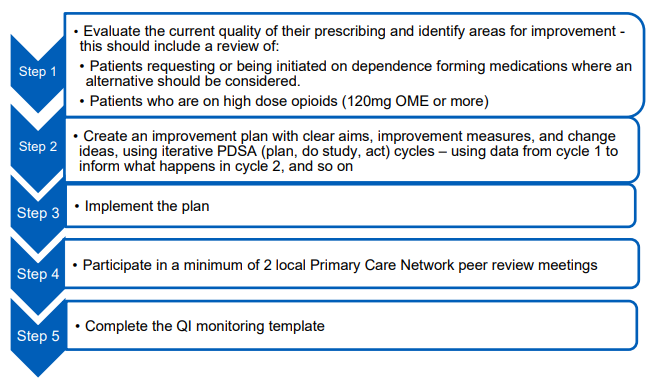 Step 1
• Evaluate the current quality of their prescribing and identify areas for improvement -
this should include a review of:
• Patients requesting or being initiated on dependence forming medications where an
alternative should be considered.
• Patients who are on high dose opioids (120mg OME or more)
Step 2
• Create an improvement plan with clear aims, improvement measures, and change
ideas, using iterative PDSA (plan, do study, act) cycles – using data from cycle 1 to
inform what happens in cycle 2, and so on
Step 3
• Implement the plan
Step 4
• Participate in a minimum of 2 local Primary Care Network peer review meetings
Step 5
• Complete the QI monitoring template